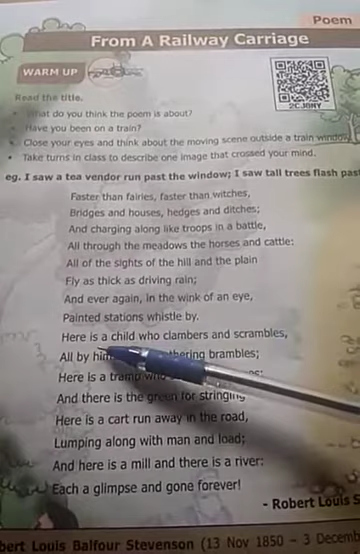 Poem
From A Railway Carriage
WARM UP
2CJ6NY
Read the title.
• What do you think the poem is about?
• Have you been on a train?
• Close your eyes and think about the moving scene outside a train window
• Take turns in class to describe one image that crossed your mind.
eg. I saw a tea vendor run past the window; I saw tall trees flash past
Faster than fairies, faster than witches,
Bridges and houses, hedges and ditches;
And charging along like troops in a battle,
All through the meadows the horses and cattle:
All of the sights of the hill and the plain
Fly as thick as driving rain;
And ever again, in the wink of an eye,
Painted stations whistle by.
Here is a child who clambers and scrambles,
All by him thering brambles;
Here is a tramp who
And there is the green for stringing
Here is a cart run away in the road,
Lumping along with man and load;
And here is a mill and there is a river:
Each a glimpse and gone forever!
- Robert Louis S
bert Louis Balfour Stevenson (13 Nov 1850 – 3 Decemb